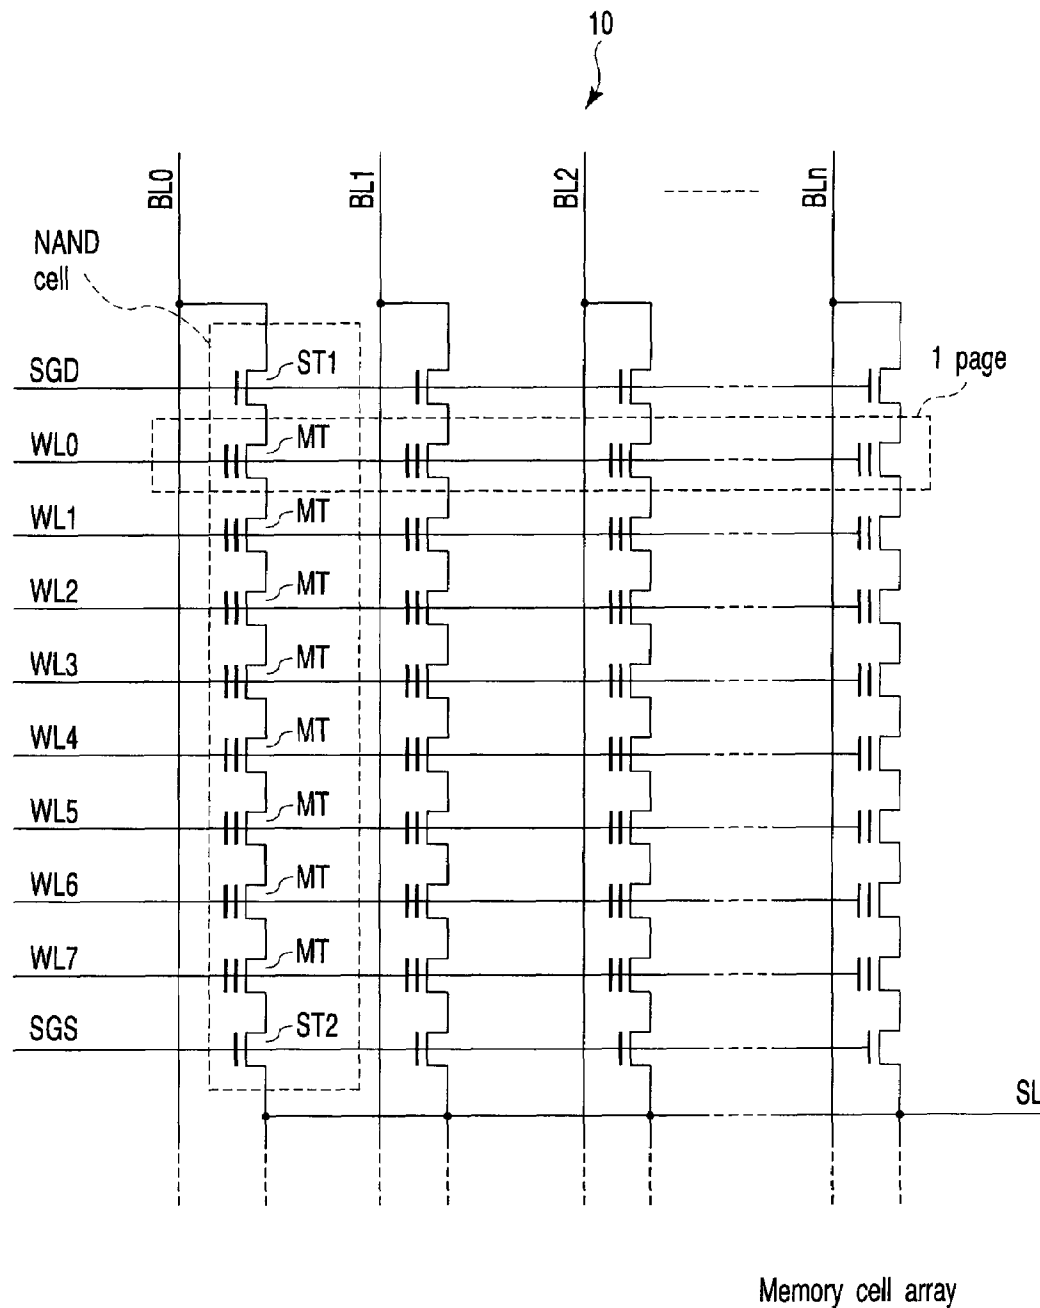 10
BL0
BL1
BL2
BLn
NAND
cell
SGD
ST1
1 page
WL0
MT
WL1
MT
WL2
MT
WL3
MT
WL4
MT
WL5
MT
WL6
MT
WL7
MT
SGS
ST2
SL
Memory cell array